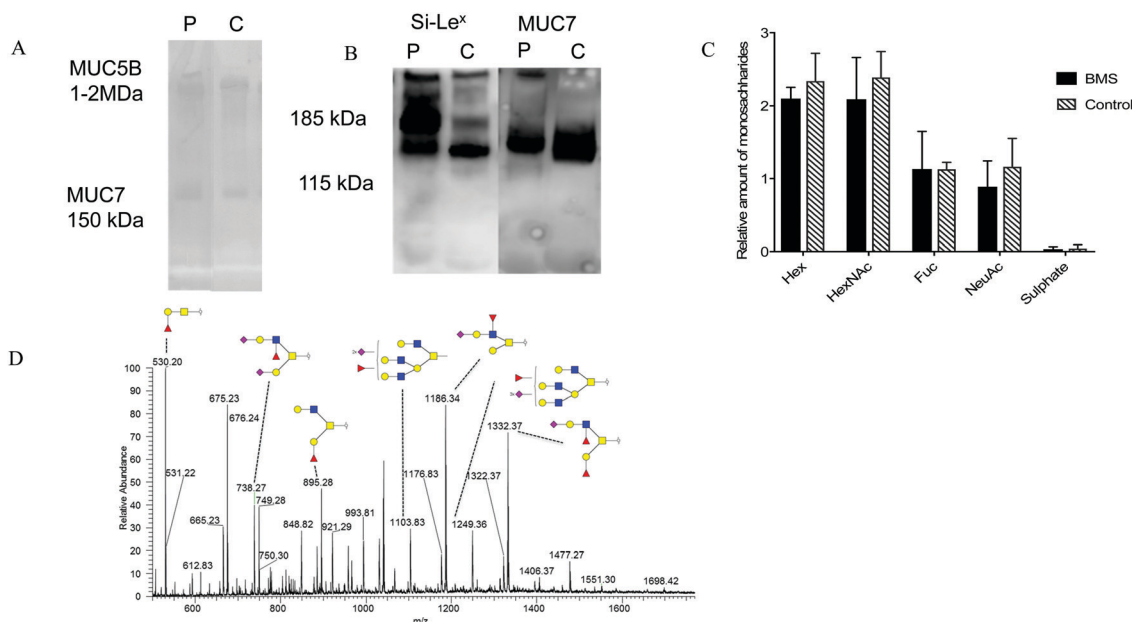 A
P C
MUC5B
1-2MDa
MUC7
150 kDa
B
Si-Leˣ MUC7
P C P C
185 kDa
115 kDa
C
Relative amount of monosachharides
3
2
1
0
Hex
HexNAc
Fuc
NeuAc
Sulphate
BMS
Control
D
Relative Abundance
100
90
80
70
60
50
40
30
20
10
0
530.20
531.22
612.83
665.23
675.23
676.24
738.27
749.28
750.30
848.82
895.28
921.29
993.81
1103.83
1176.83
1186.34
1249.36
1322.37
1332.37
1406.37
1477.27
1551.30
1698.42
600 800 1000 1200 1400 1600
m/z